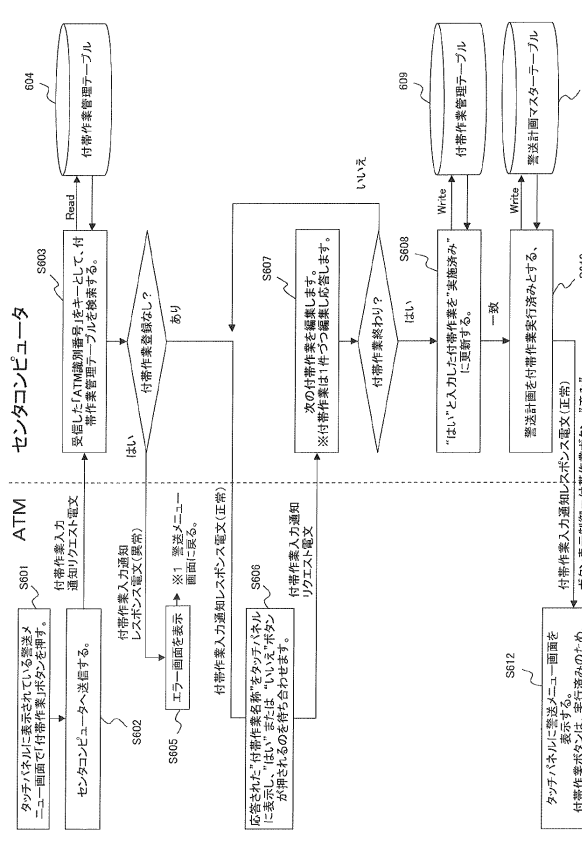 ATM
センタコンピュータ
S601
タッチパネルに表示されている警送メ
ニュー画面で「付帯作業」ボタンを押す。
センタコンピュータへ送信する。
S602
付帯作業入力
通知リクエスト電文
S603
受信した「ATM識別番号」をキーとして、付
帯作業管理テーブルを検索する。
Read
604
付帯作業管理テーブル
付帯作業登録なし?
はい
あり
付帯作業入力通知
レスポンス電文(異常)
エラー画面を表示
S605
※1 警送メニュー
画面に戻る。
付帯作業入力通知レスポンス電文(正常)
S606
応答された"付帯作業名称"をタッチパネル
に表示し、"はい"または、"いいえ"ボタン
が押されるのを待ち合わせます。
付帯作業入力通知
リクエスト電文
S607
次の付帯作業を編集します。
※付帯作業は1件づつ編集し応答します。
付帯作業終わり?
いいえ
はい
S608
"はい"と入力した付帯作業を"実施済み"
に更新する。
Write
609
付帯作業管理テーブル
一致
警送計画を付帯作業実行済みとする、
Write
警送計画マスターテーブル
付帯作業入力通知レスポンス電文(正常)
S612
タッチパネルに警送メニュー画面を
表示する。
付帯作業ボタンは、実行済みのため